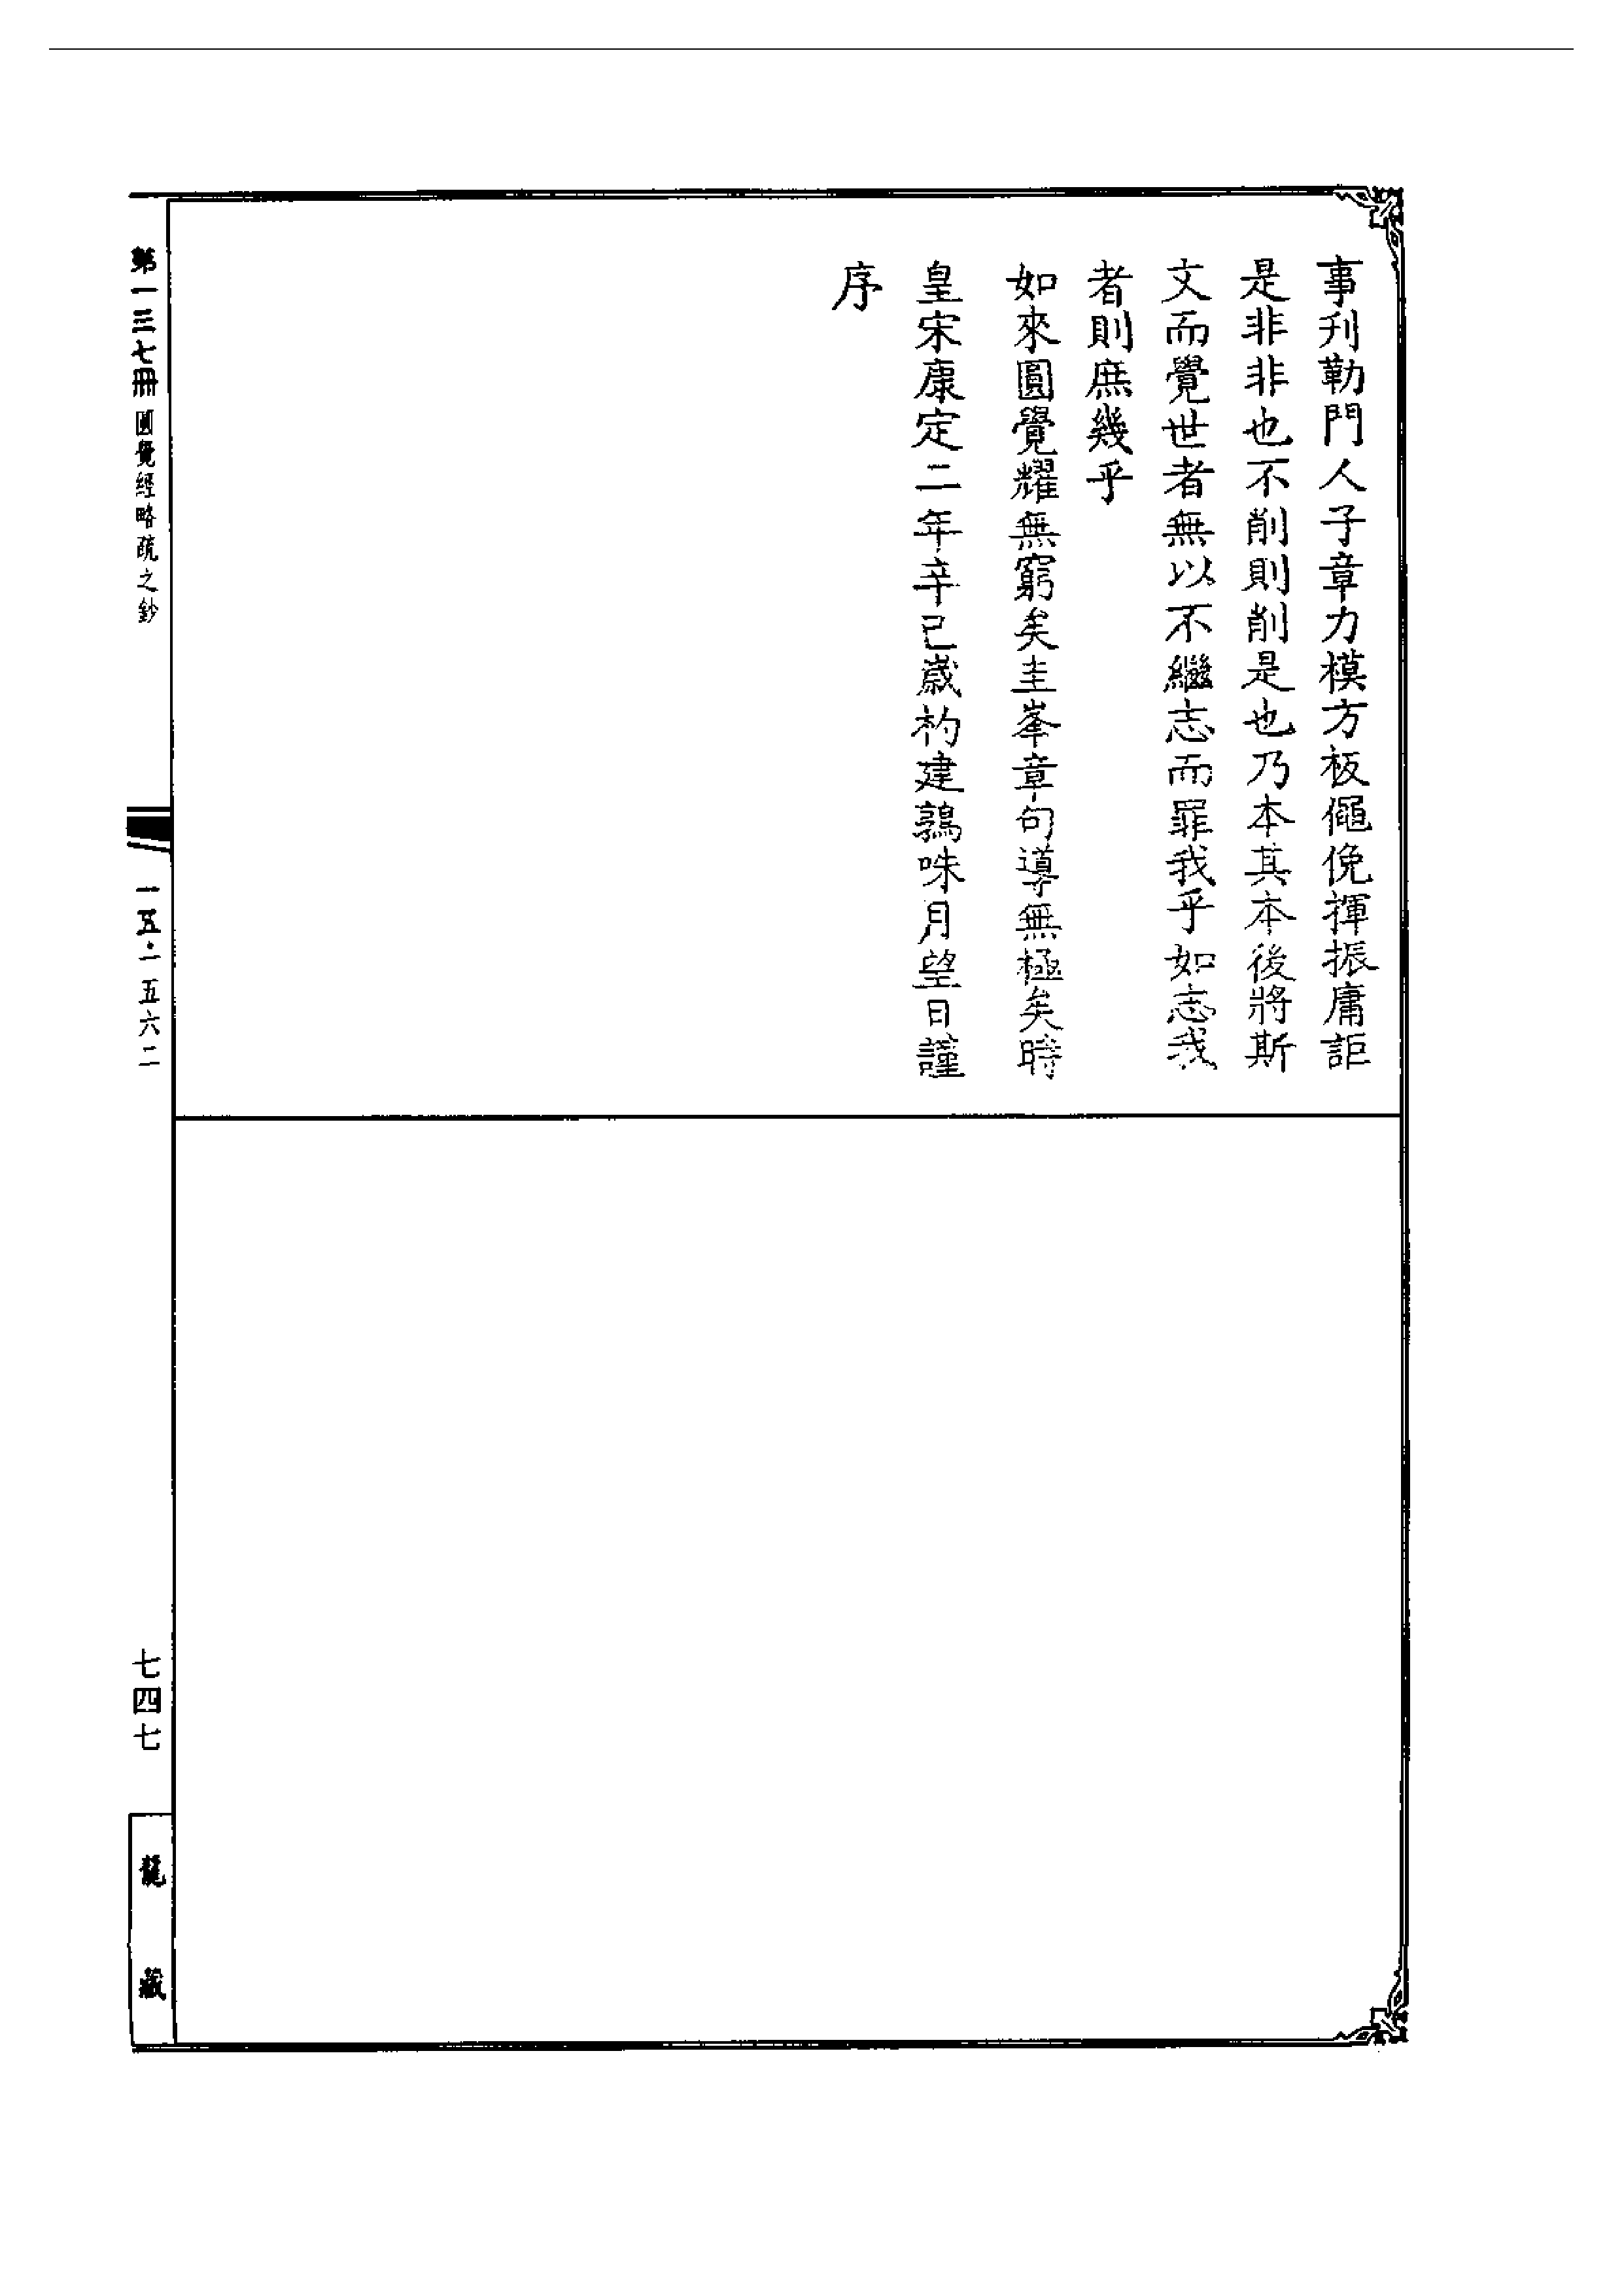 事刋勒門人子章力模方板僶俛揮振庸詎
是非非也不削則削是也乃本其本後將斯
文而覺世者無以不繼志而罪我乎如志我
者則庶幾乎
如來圓覺耀無窮矣圭峯章句導無極矣時
皇宋康定二年辛巳歲杓建鶉咮月望日謹
序
第一三七冊 圓覺經略疏之鈔
一五·一五六二
七四七
龍藏